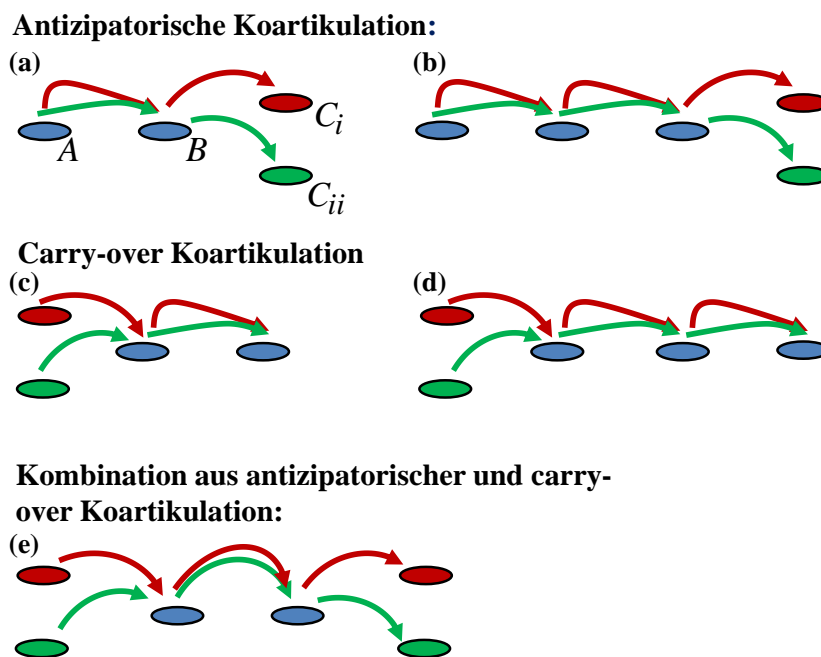 Antizipatorische Koartikulation:
(a)
(b)
A
B
C_i
C_ii
Carry-over Koartikulation
(c)
(d)
Kombination aus antizipatorischer und carry-
over Koartikulation:
(e)